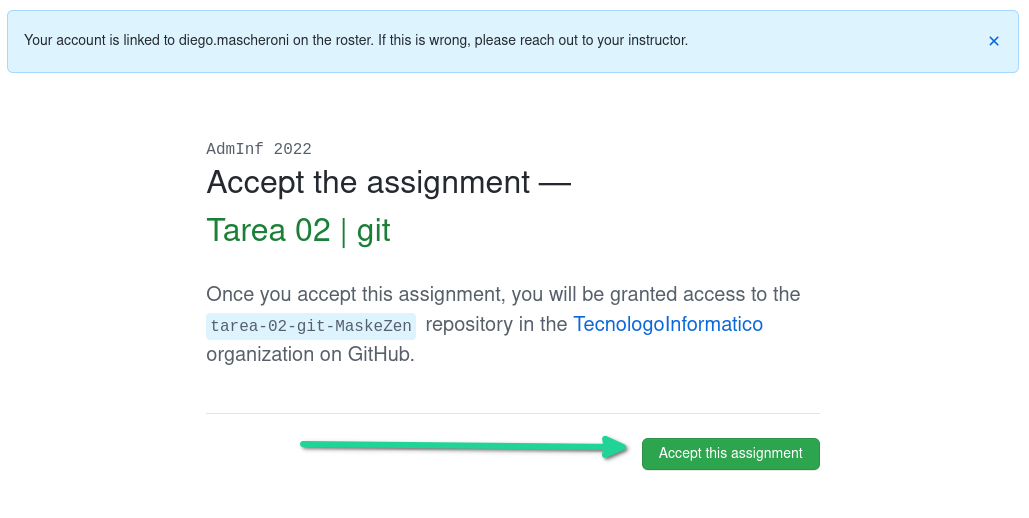 Your account is linked to diego.mascheroni on the roster. If this is wrong, please reach out to your instructor.
AdmInf 2022
Accept the assignment —
Tarea 02 | git
Once you accept this assignment, you will be granted access to the
tarea-02-git-MaskeZen repository in the TecnologoInformatico
organization on GitHub.
Accept this assignment